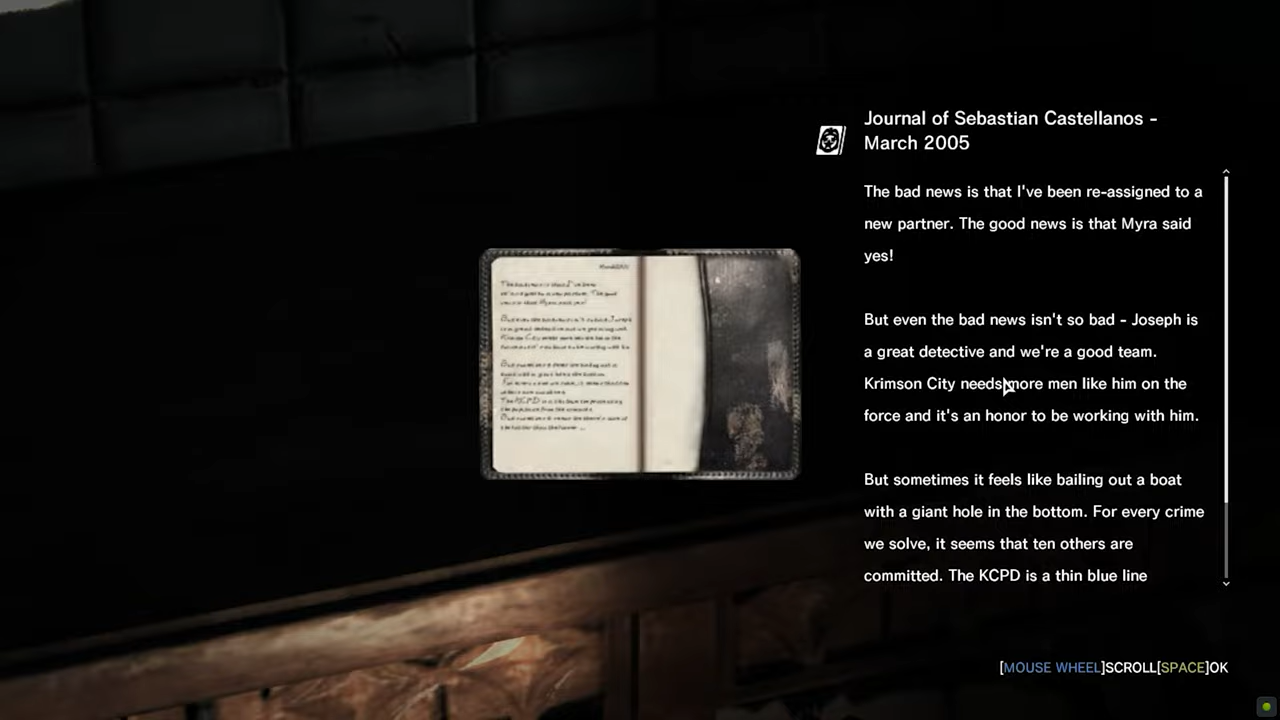 Journal of Sebastian Castellanos -
March 2005
The bad news is that I've been re-assigned to a
new partner. The good news is that Myra said
yes!
But even the bad news isn't so bad - Joseph is
a great detective and we're a good team.
Krimson City needs more men like him on the
force and it's an honor to be working with him.
But sometimes it feels like bailing out a boat
with a giant hole in the bottom. For every crime
we solve, it seems that ten others are
committed. The KCPD is a thin blue line
[MOUSE WHEEL]SCROLL[SPACE]OK